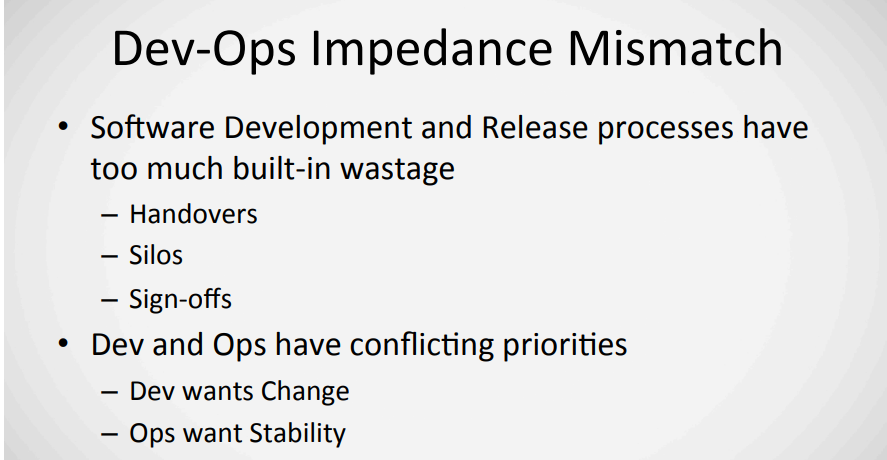 Dev-Ops Impedance Mismatch
• Software Development and Release processes have
too much built-in wastage
– Handovers
– Silos
– Sign-offs
• Dev and Ops have conflicting priorities
– Dev wants Change
– Ops want Stability